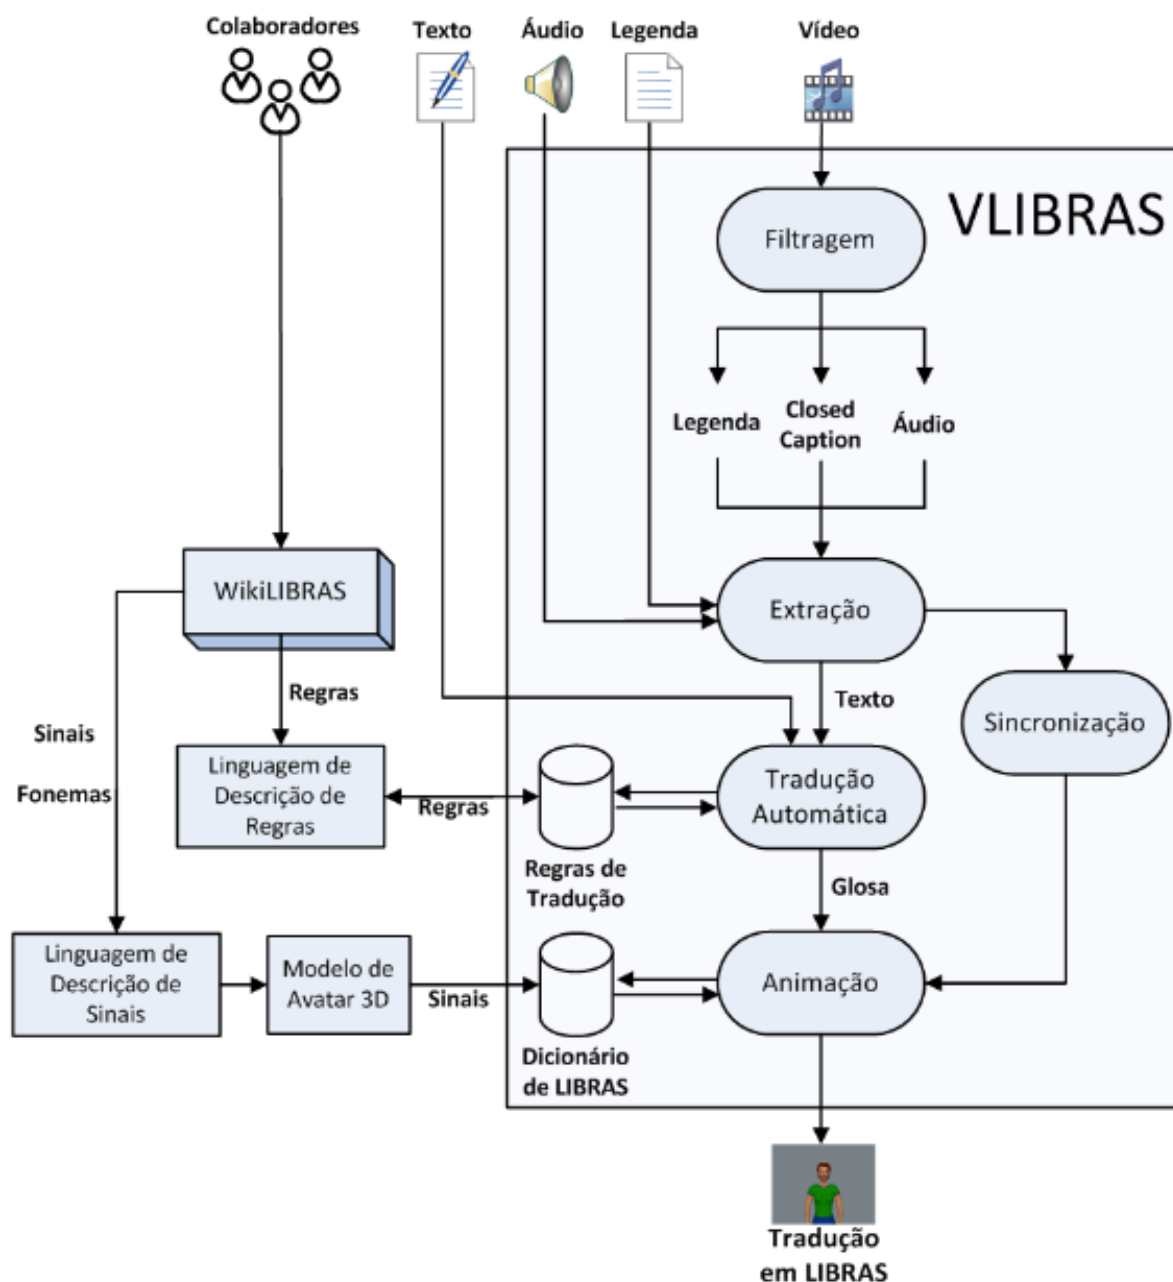 Colaboradores
Texto
Áudio
Legenda
Vídeo
VLIBRAS
Filtragem
Legenda
Closed
Caption
Áudio
WikiLIBRAS
Extração
Regras
Texto
Sinais
Fonemas
Sincronização
Linguagem de
Descrição de
Regras
Regras
Tradução
Automática
Regras de
Tradução
Glosa
Linguagem de
Descrição de
Sinais
Modelo de
Avatar 3D
Sinais
Animação
Dicionário
de LIBRAS
Tradução
em LIBRAS